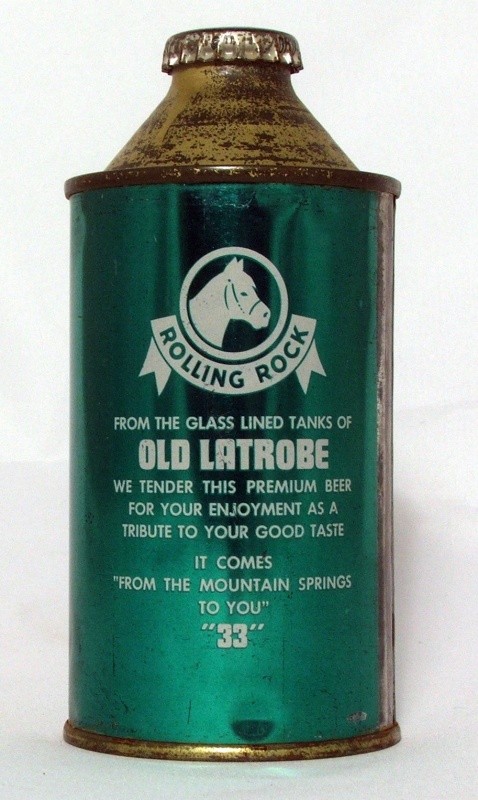 ROLLING ROCK
FROM THE GLASS LINED TANKS OF
OLD LATROBE
WE TENDER THIS PREMIUM BEER
FOR YOUR ENJOYMENT AS A
TRIBUTE TO YOUR GOOD TASTE
IT COMES
"FROM THE MOUNTAIN SPRINGS
TO YOU"
"33"